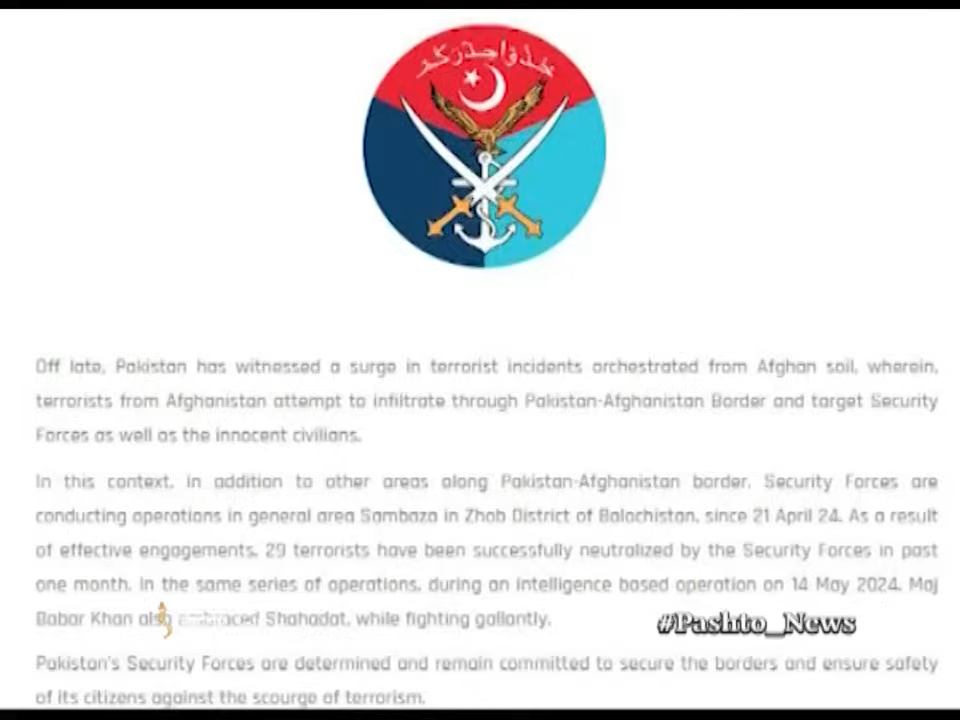 Off late, Pakistan has witnessed a surge in terrorist incidents orchestrated from Afghan soil, wherein,
terrorists from Afghanistan attempt to infiltrate through Pakistan-Afghanistan Border and target Security
Forces as well as the innocent civilians.
In this context, in addition to other areas along Pakistan-Afghanistan border, Security Forces are
conducting operations in general area Sambaza in Zhob District of Balochistan, since 21 April 24. As a result
of effective engagements, 29 terrorists have been successfully neutralized by the Security Forces in past
one month. In the same series of operations, during an intelligence based operation on 14 May 2024, Maj
Babar Khan also embraced Shahadat, while fighting gallantly.
#Pashto_News
Pakistan's Security Forces are determined and remain committed to secure the borders and ensure safety
of its citizens against the scourge of terrorism.